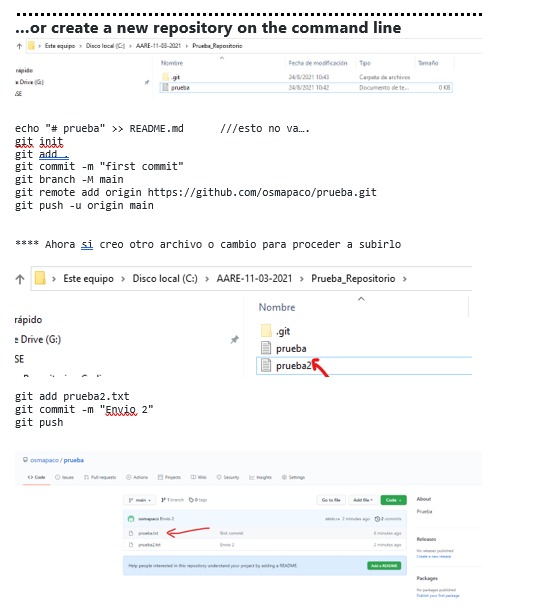 ...or create a new repository on the command line
Este equipo > Disco local (C:) > AARE-11-03-2021 > Prueba_Repositorio
Nombre Fecha de modificación Tipo Tamaño
rápido
.git 24/8/2021 10:43 Carpeta de archivos
e Drive (G:)
prueba 24/8/2021 10:42 Documento de te... 0 KB
SE
echo "# prueba" >> README.md ///esto no va….
git init
git add .
git commit -m "first commit"
git branch -M main
git remote add origin https://github.com/osmapaco/prueba.git
git push -u origin main
**** Ahora si creo otro archivo o cambio para proceder a subirlo
Este equipo > Disco local (C:) > AARE-11-03-2021 > Prueba_Repositorio >
Nombre
rápido
.git
e Drive (G:)
prueba
SE
prueba2
git add prueba2.txt
git commit -m "Envio 2"
git push
osmapaco / prueba
Code Issues Pull requests Actions Projects Wiki Security Insights Settings
main 1 branch 0 tags Go to file Add file Code
About
Prueba
osmapaco Envio 2 2 minutes ago 2 commits
prueba.txt first commit 6 minutes ago
prueba2.txt Envio 2 2 minutes ago
Releases
No releases published
Create a new release
Help people interested in this repository understand your project by adding a README. Add a README
Packages
No packages published
Publish your first package